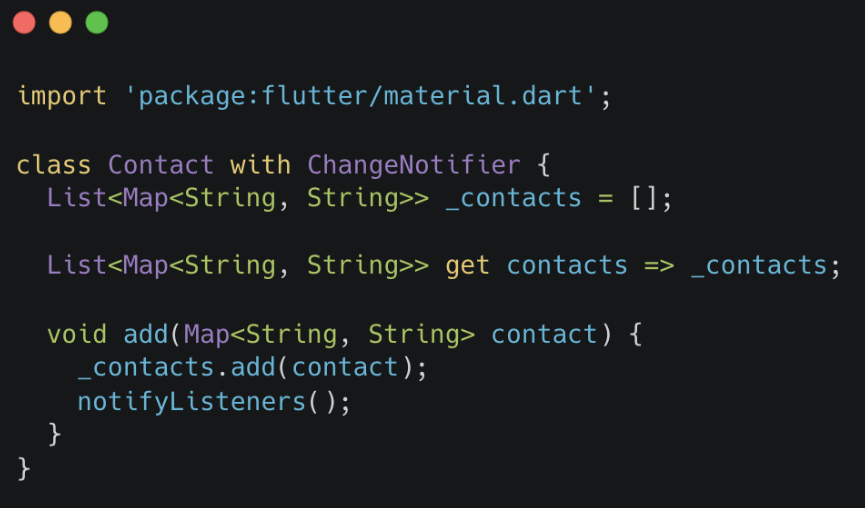 import 'package:flutter/material.dart';
class Contact with ChangeNotifier {
List<Map<String, String>> _contacts = [];
List<Map<String, String>> get contacts => _contacts;
void add(Map<String, String> contact) {
_contacts.add(contact);
notifyListeners();
}
}